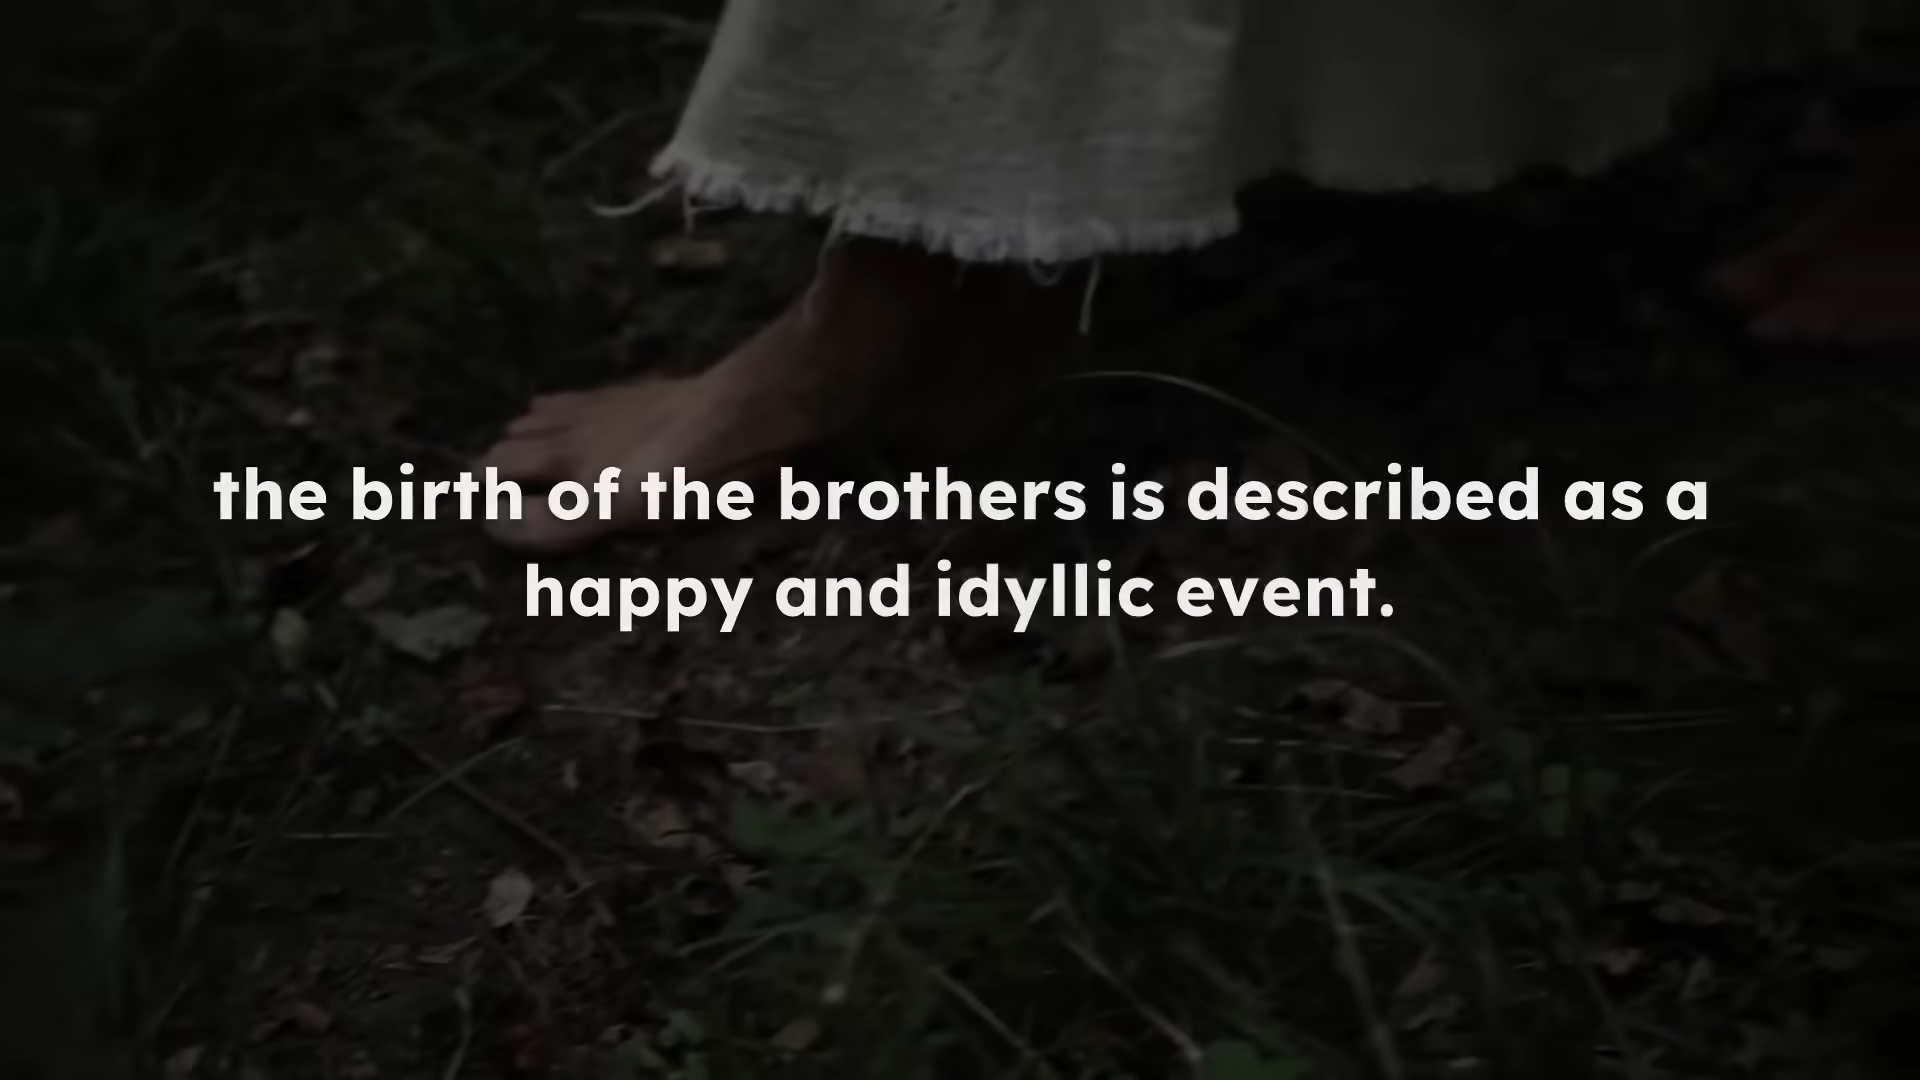 the birth of the brothers is described as a
happy and idyllic event.